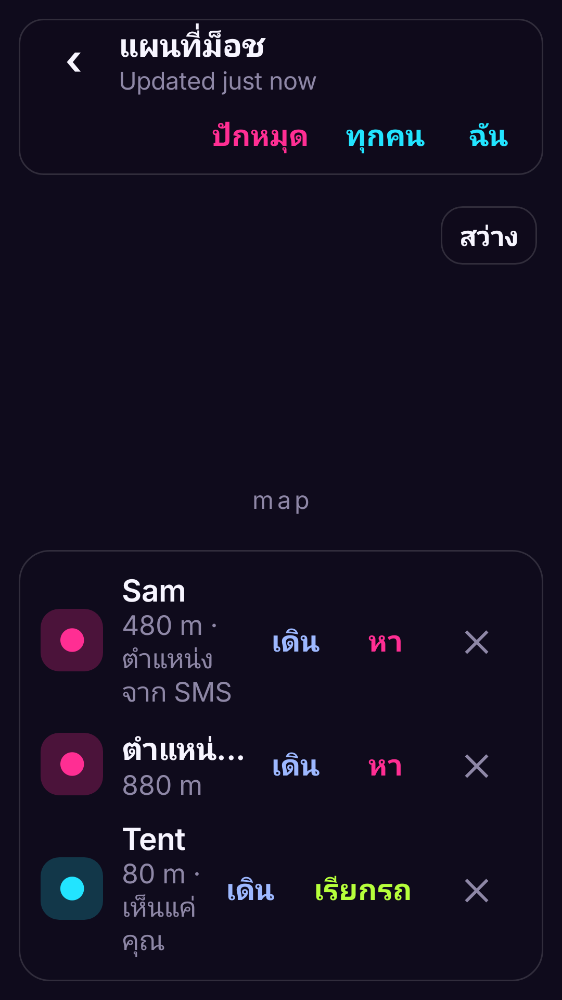 แผนที่ม็อช
Updated just now
ปักหมุด ทุกคน ฉัน
สว่าง
map
Sam
480 m ·
ตำแหน่ง
จาก SMS
เดิน หา
ตำแหน่...
880 m
เดิน หา
Tent
80 m ·
เห็นแค่
คุณ
เดิน เรียกรถ